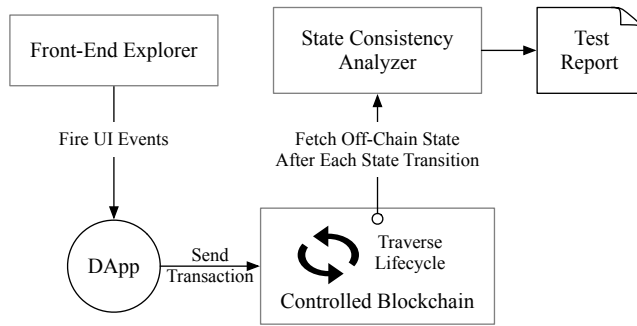 Front-End Explorer
State Consistency
Analyzer
Test
Report
Fire UI Events
Fetch Off-Chain State
After Each State Transition
DApp
Send
Transaction
Traverse
Lifecycle
Controlled Blockchain